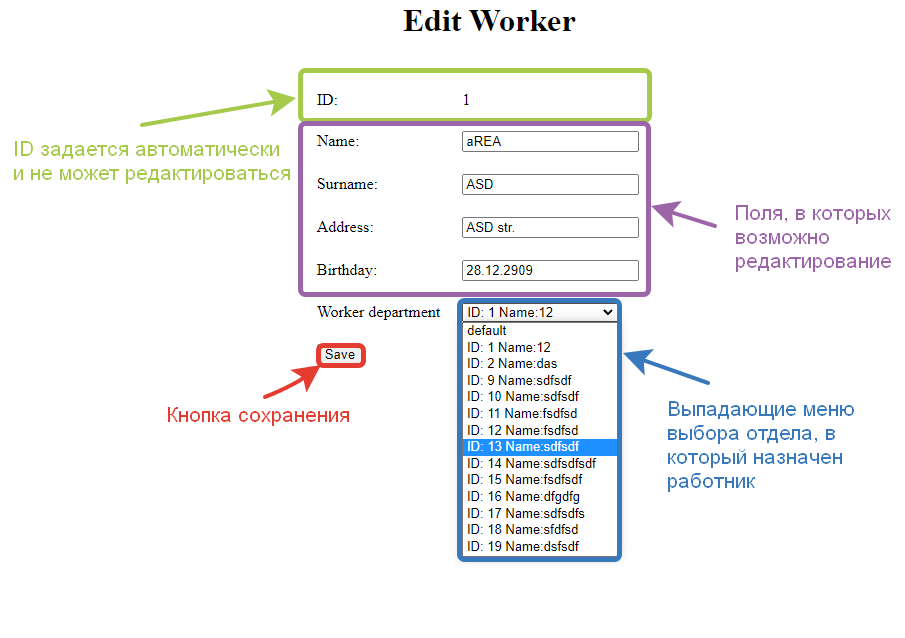 Edit Worker
ID: 1
ID задается автоматически
и не может редактироваться
Name: aREA
Surname: ASD
Address: ASD str.
Birthday: 28.12.2909
Поля, в которых
возможно
редактирование
Worker department ID: 1 Name:12
default
ID: 1 Name:12
ID: 2 Name:das
ID: 9 Name:sdfsdf
ID: 10 Name:sdfsdf
ID: 11 Name:fsdfsd
ID: 12 Name:fsdfsd
ID: 13 Name:sdfsdf
ID: 14 Name:sdfsdfsdf
ID: 15 Name:fsdfsdf
ID: 16 Name:dfgdfg
ID: 17 Name:sdfsdfs
ID: 18 Name:sfdfsd
ID: 19 Name:dsfsdf
Save
Кнопка сохранения
Выпадающие меню
выбора отдела, в
который назначен
работник